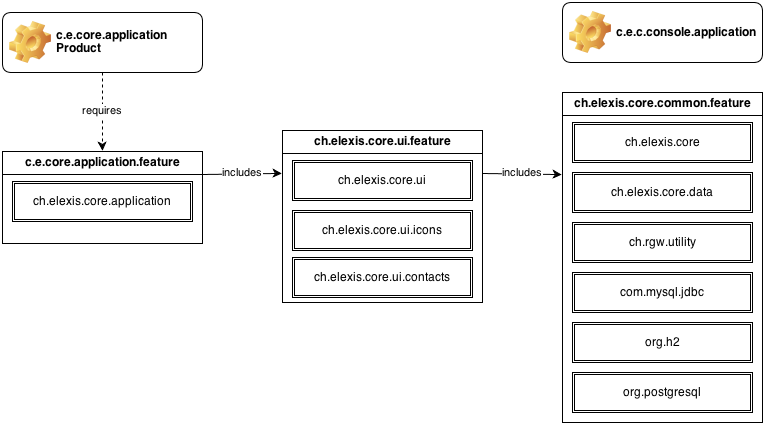 c.e.core.application
Product
requires
c.e.core.application.feature
ch.elexis.core.application
includes
ch.elexis.core.ui.feature
ch.elexis.core.ui
ch.elexis.core.ui.icons
ch.elexis.core.ui.contacts
includes
c.e.c.console.application
ch.elexis.core.common.feature
ch.elexis.core
ch.elexis.core.data
ch.rgw.utility
com.mysql.jdbc
org.h2
org.postgresql